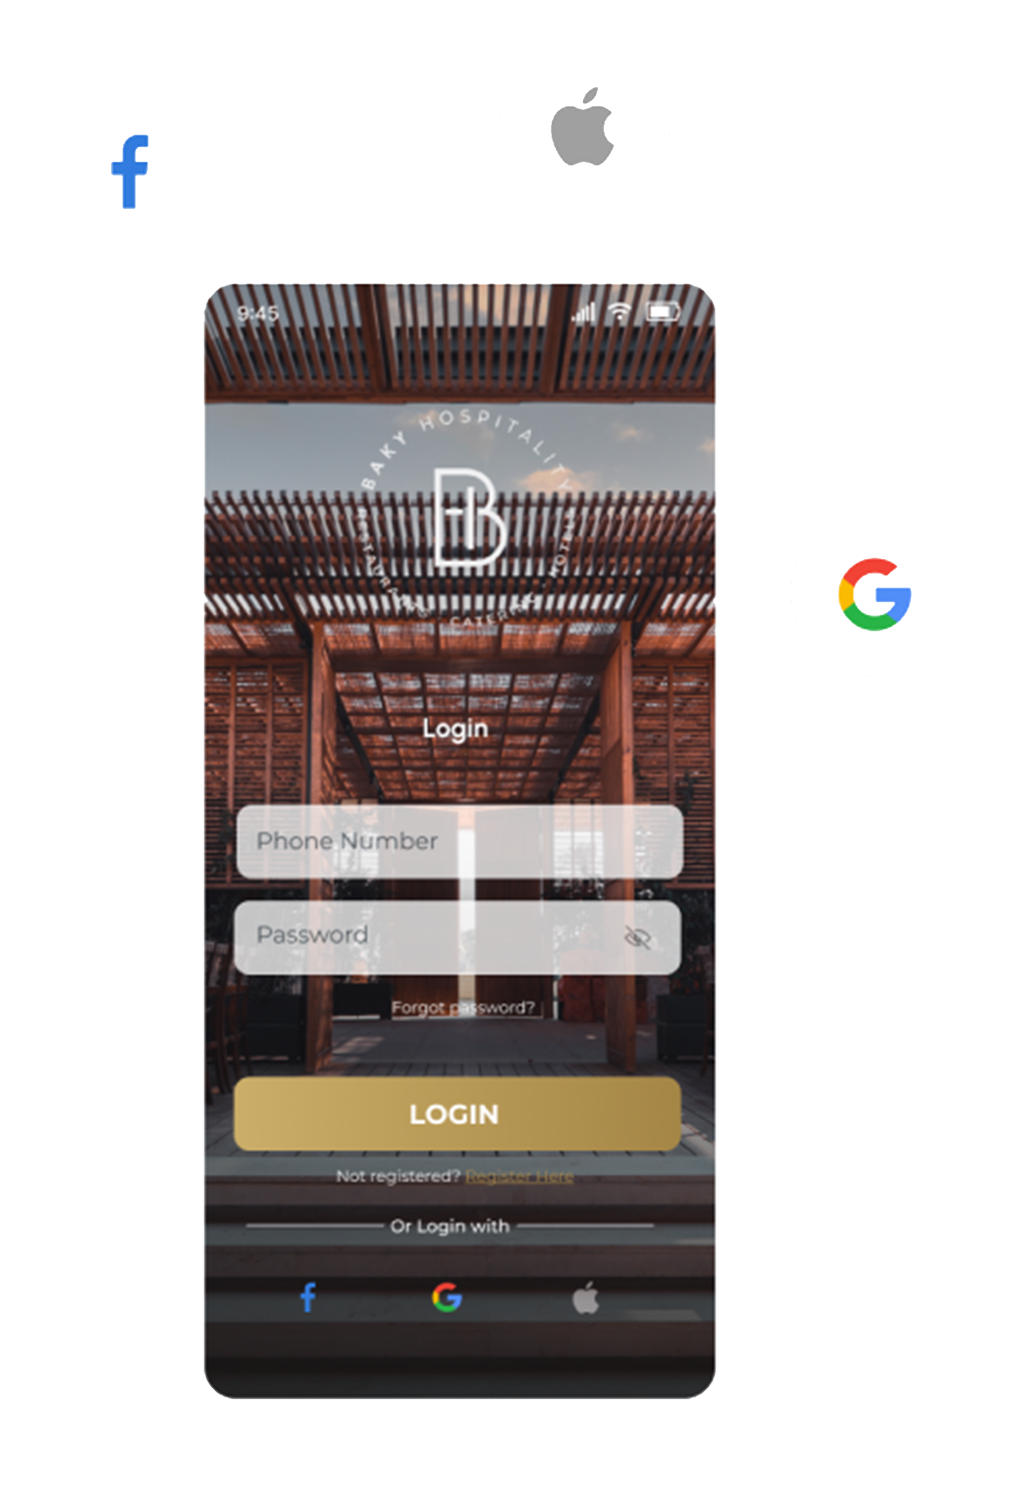 9:45
BAKY HOSPITALITY
RESTAURANTS · CATERING · HOTELS
B
Login
Phone Number
Password
Forgot password?
LOGIN
Not registered? Register Here
Or Login with